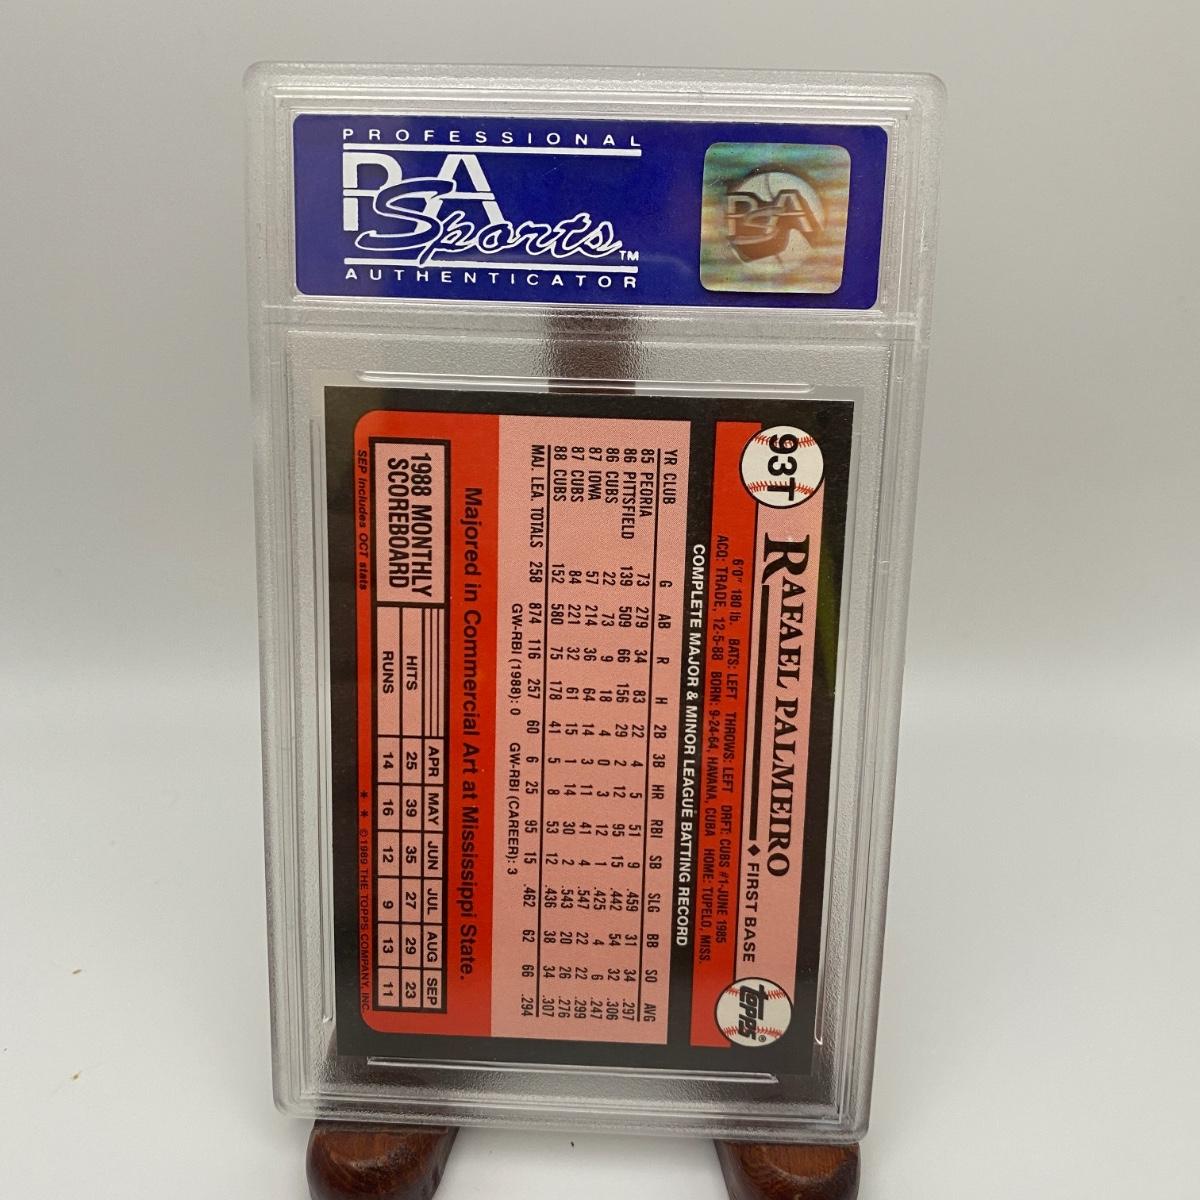 PROFESSIONAL
PSA
Sports™
AUTHENTICATOR
PSA
93T
RAFAEL PALMEIRO ♦ FIRST BASE
topps®
6'0" 180 lb. BATS: LEFT THROWS: LEFT DRFT: CUBS #1-JUNE 1985
ACQ: TRADE, 12-5-88 BORN: 9-24-64, HAVANA, CUBA HOME: TUPELO, MISS.
COMPLETE MAJOR & MINOR LEAGUE BATTING RECORD
YR CLUB G AB R H 2B 3B HR RBI SB SLG BB SO AVG
85 PEORIA 73 279 34 83 22 4 5 51 9 .459 31 34 .297
86 PITTSFIELD 139 509 66 156 29 2 12 95 15 .442 54 32 .306
86 CUBS 22 73 9 18 4 0 3 12 1 .425 4 6 .247
87 IOWA 57 214 36 64 14 3 11 41 4 .547 22 22 .299
87 CUBS 84 221 32 61 15 1 14 30 2 .543 20 26 .276
88 CUBS 152 580 75 178 41 5 8 53 12 .436 38 34 .307
MAJ. LEA. TOTALS 258 874 116 257 60 6 25 95 15 .462 62 66 .294
GW-RBI (1988): 0 GW-RBI (CAREER): 3
Majored in Commercial Art at Mississippi State.
1988 MONTHLY
SCOREBOARD
APR MAY JUN JUL AUG SEP
HITS 25 39 35 27 29 23
RUNS 14 16 12 9 13 11
SEP includes OCT stats
* * ©1989 THE TOPPS COMPANY, INC.